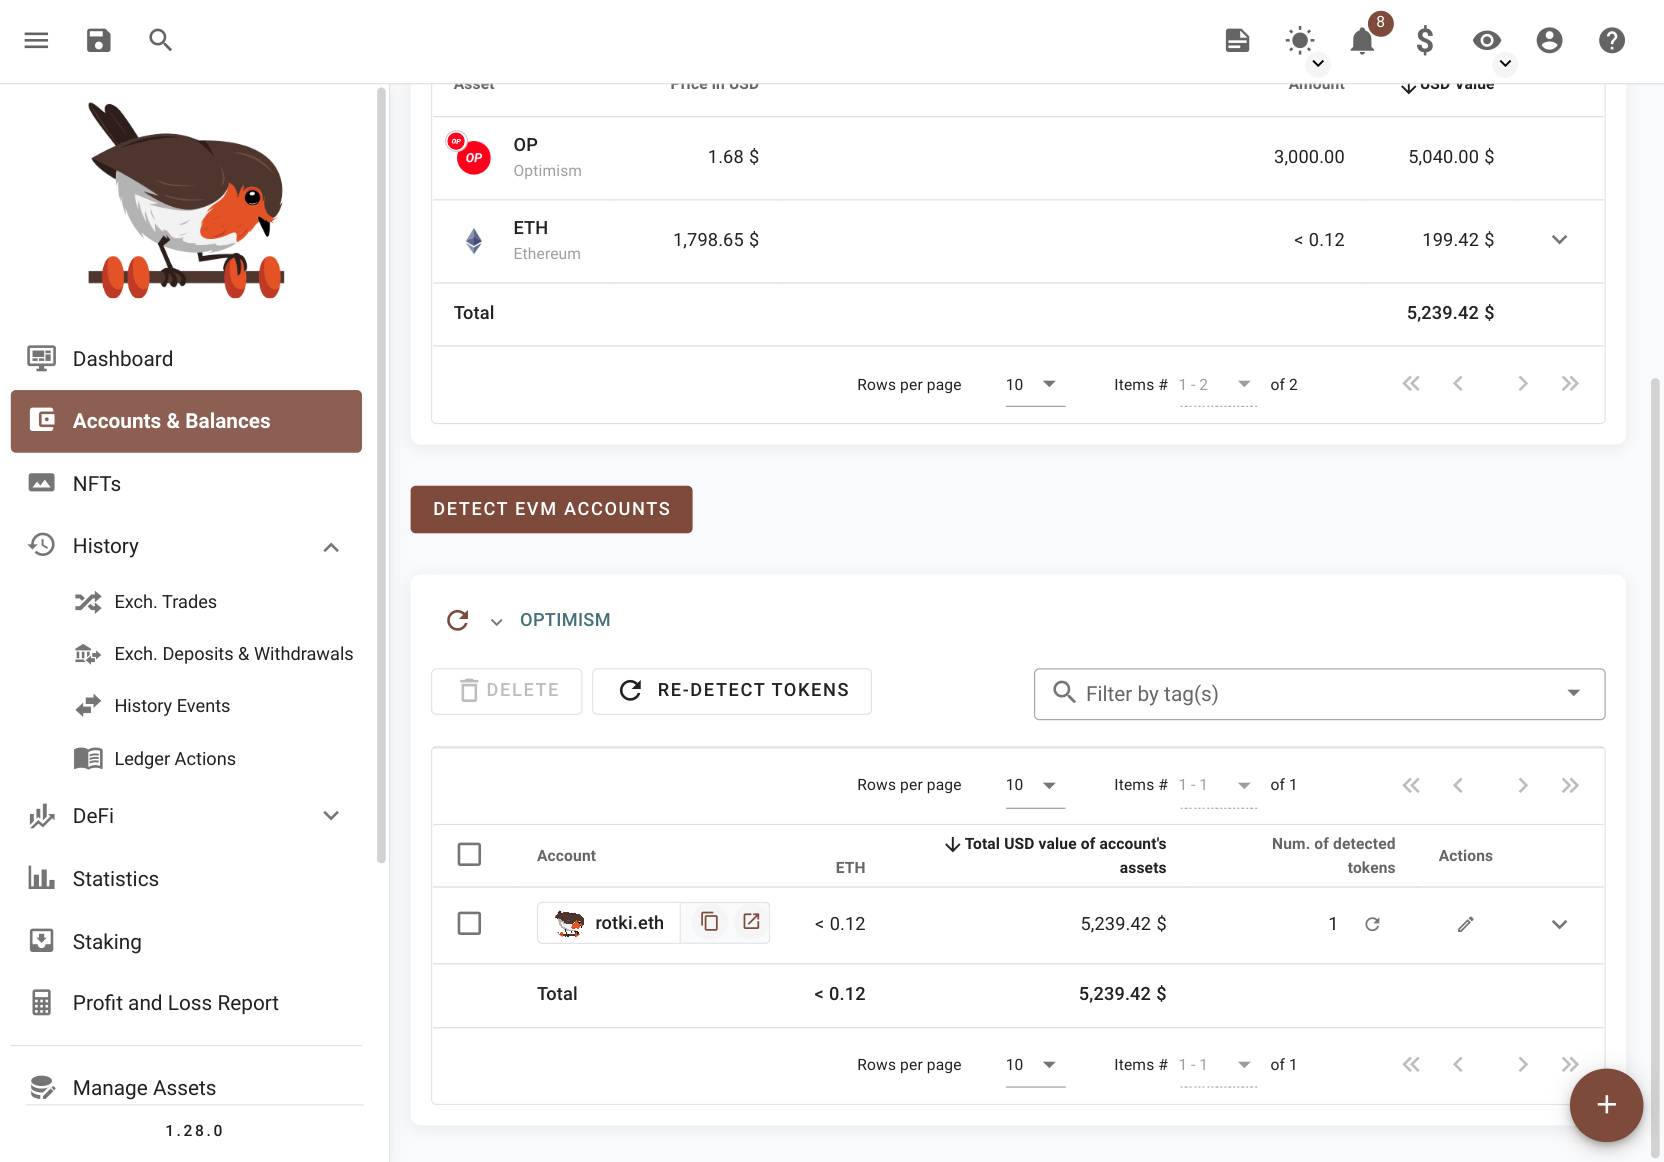 8
Asset
Price in USD
Amount
USD Value
OP
OP
OP
Optimism
1.68 $
3,000.00
5,040.00 $
ETH
Ethereum
1,798.65 $
< 0.12
199.42 $
Total
5,239.42 $
Rows per page
10
Items #
1 - 2
of 2
Dashboard
Accounts & Balances
NFTs
History
Exch. Trades
Exch. Deposits & Withdrawals
History Events
Ledger Actions
DeFi
Statistics
Staking
Profit and Loss Report
Manage Assets
1.28.0
DETECT EVM ACCOUNTS
OPTIMISM
DELETE
RE-DETECT TOKENS
Filter by tag(s)
Rows per page
10
Items #
1 - 1
of 1
Account
ETH
Total USD value of account's
assets
Num. of detected
tokens
Actions
rotki.eth
< 0.12
5,239.42 $
1
Total
< 0.12
5,239.42 $
Rows per page
10
Items #
1 - 1
of 1